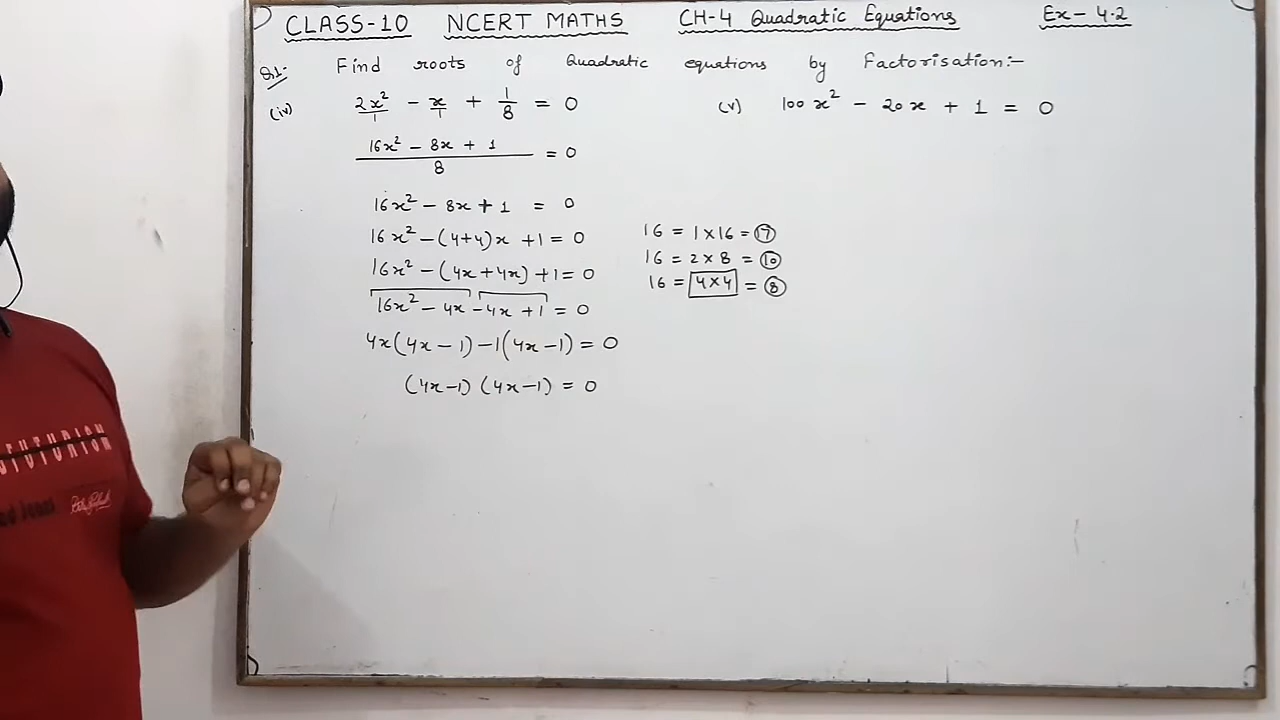 CLASS-10 NCERT MATHS CH-4 Quadratic Equations Ex-4.2
Q.1:- Find roots of Quadratic equations by Factorisation:-
(iv) 2x²/1 - x/1 + 1/8 = 0
(16x² - 8x + 1)/8 = 0
16x² - 8x + 1 = 0
16x² - (4+4)x + 1 = 0
16x² - (4x+4x) + 1 = 0
16x² - 4x - 4x + 1 = 0
4x(4x - 1) - 1(4x - 1) = 0
(4x-1) (4x-1) = 0
16 = 1×16 = 17
16 = 2×8 = 10
16 = 4×4 = 8
(v) 100x² - 20x + 1 = 0
FUTURISM